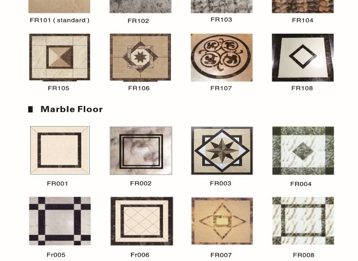 FR101 ( standard ) FR102 FR103 FR104
FR105 FR106 FR107 FR108
Marble Floor
FR001 FR002 FR003 FR004
Fr005 Fr006 FR007 FR008